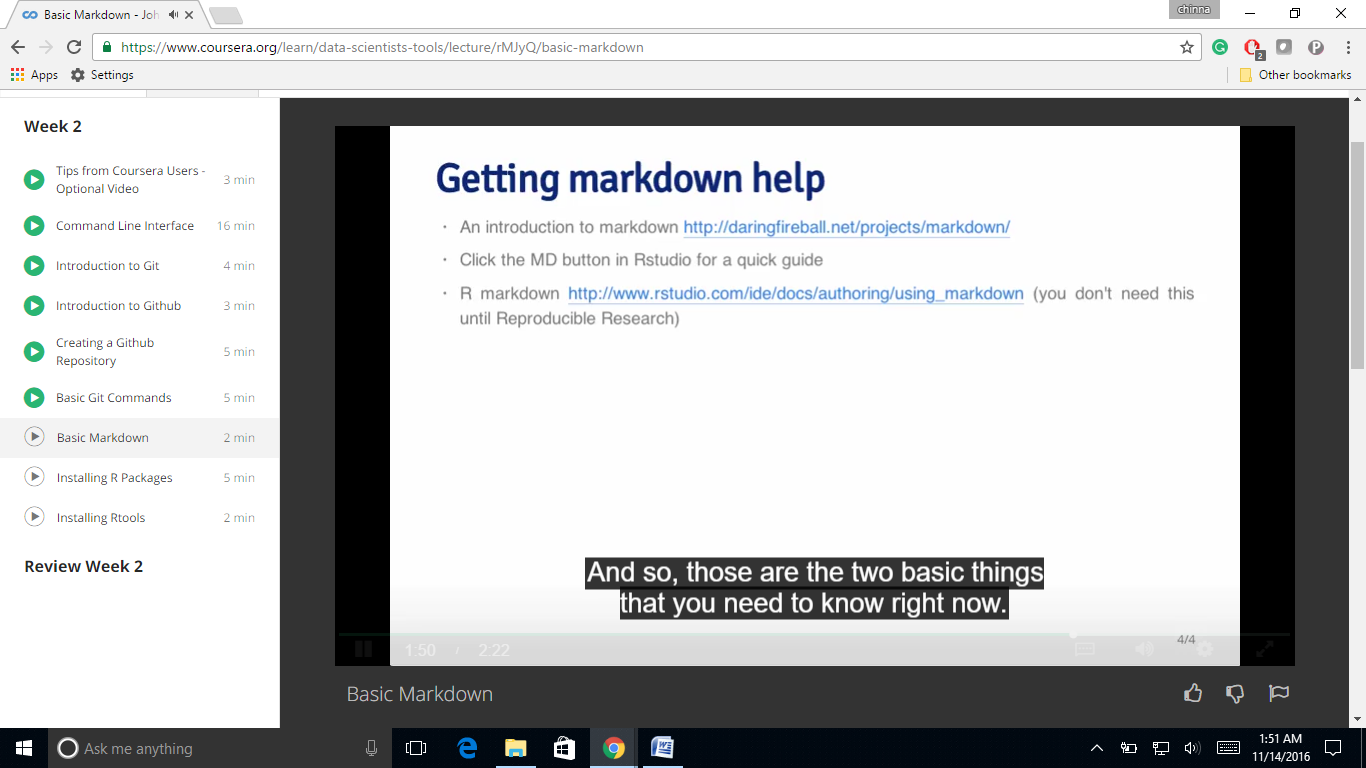 Basic Markdown - Joh
chinna
https://www.coursera.org/learn/data-scientists-tools/lecture/rMJyQ/basic-markdown
2
P
Apps
Settings
Other bookmarks
Week 2
Tips from Coursera Users -
Optional Video
3 min
Command Line Interface
16 min
Introduction to Git
4 min
Introduction to Github
3 min
Creating a Github
Repository
5 min
Basic Git Commands
5 min
Basic Markdown
2 min
Installing R Packages
5 min
Installing Rtools
2 min
Review Week 2
Getting markdown help
· An introduction to markdown http://daringfireball.net/projects/markdown/
· Click the MD button in Rstudio for a quick guide
· R markdown http://www.rstudio.com/ide/docs/authoring/using_markdown (you don't need this
until Reproducible Research)
And so, those are the two basic things
that you need to know right now.
4/4
1:50 / 2:22
Basic Markdown
Ask me anything
1:51 AM
11/14/2016